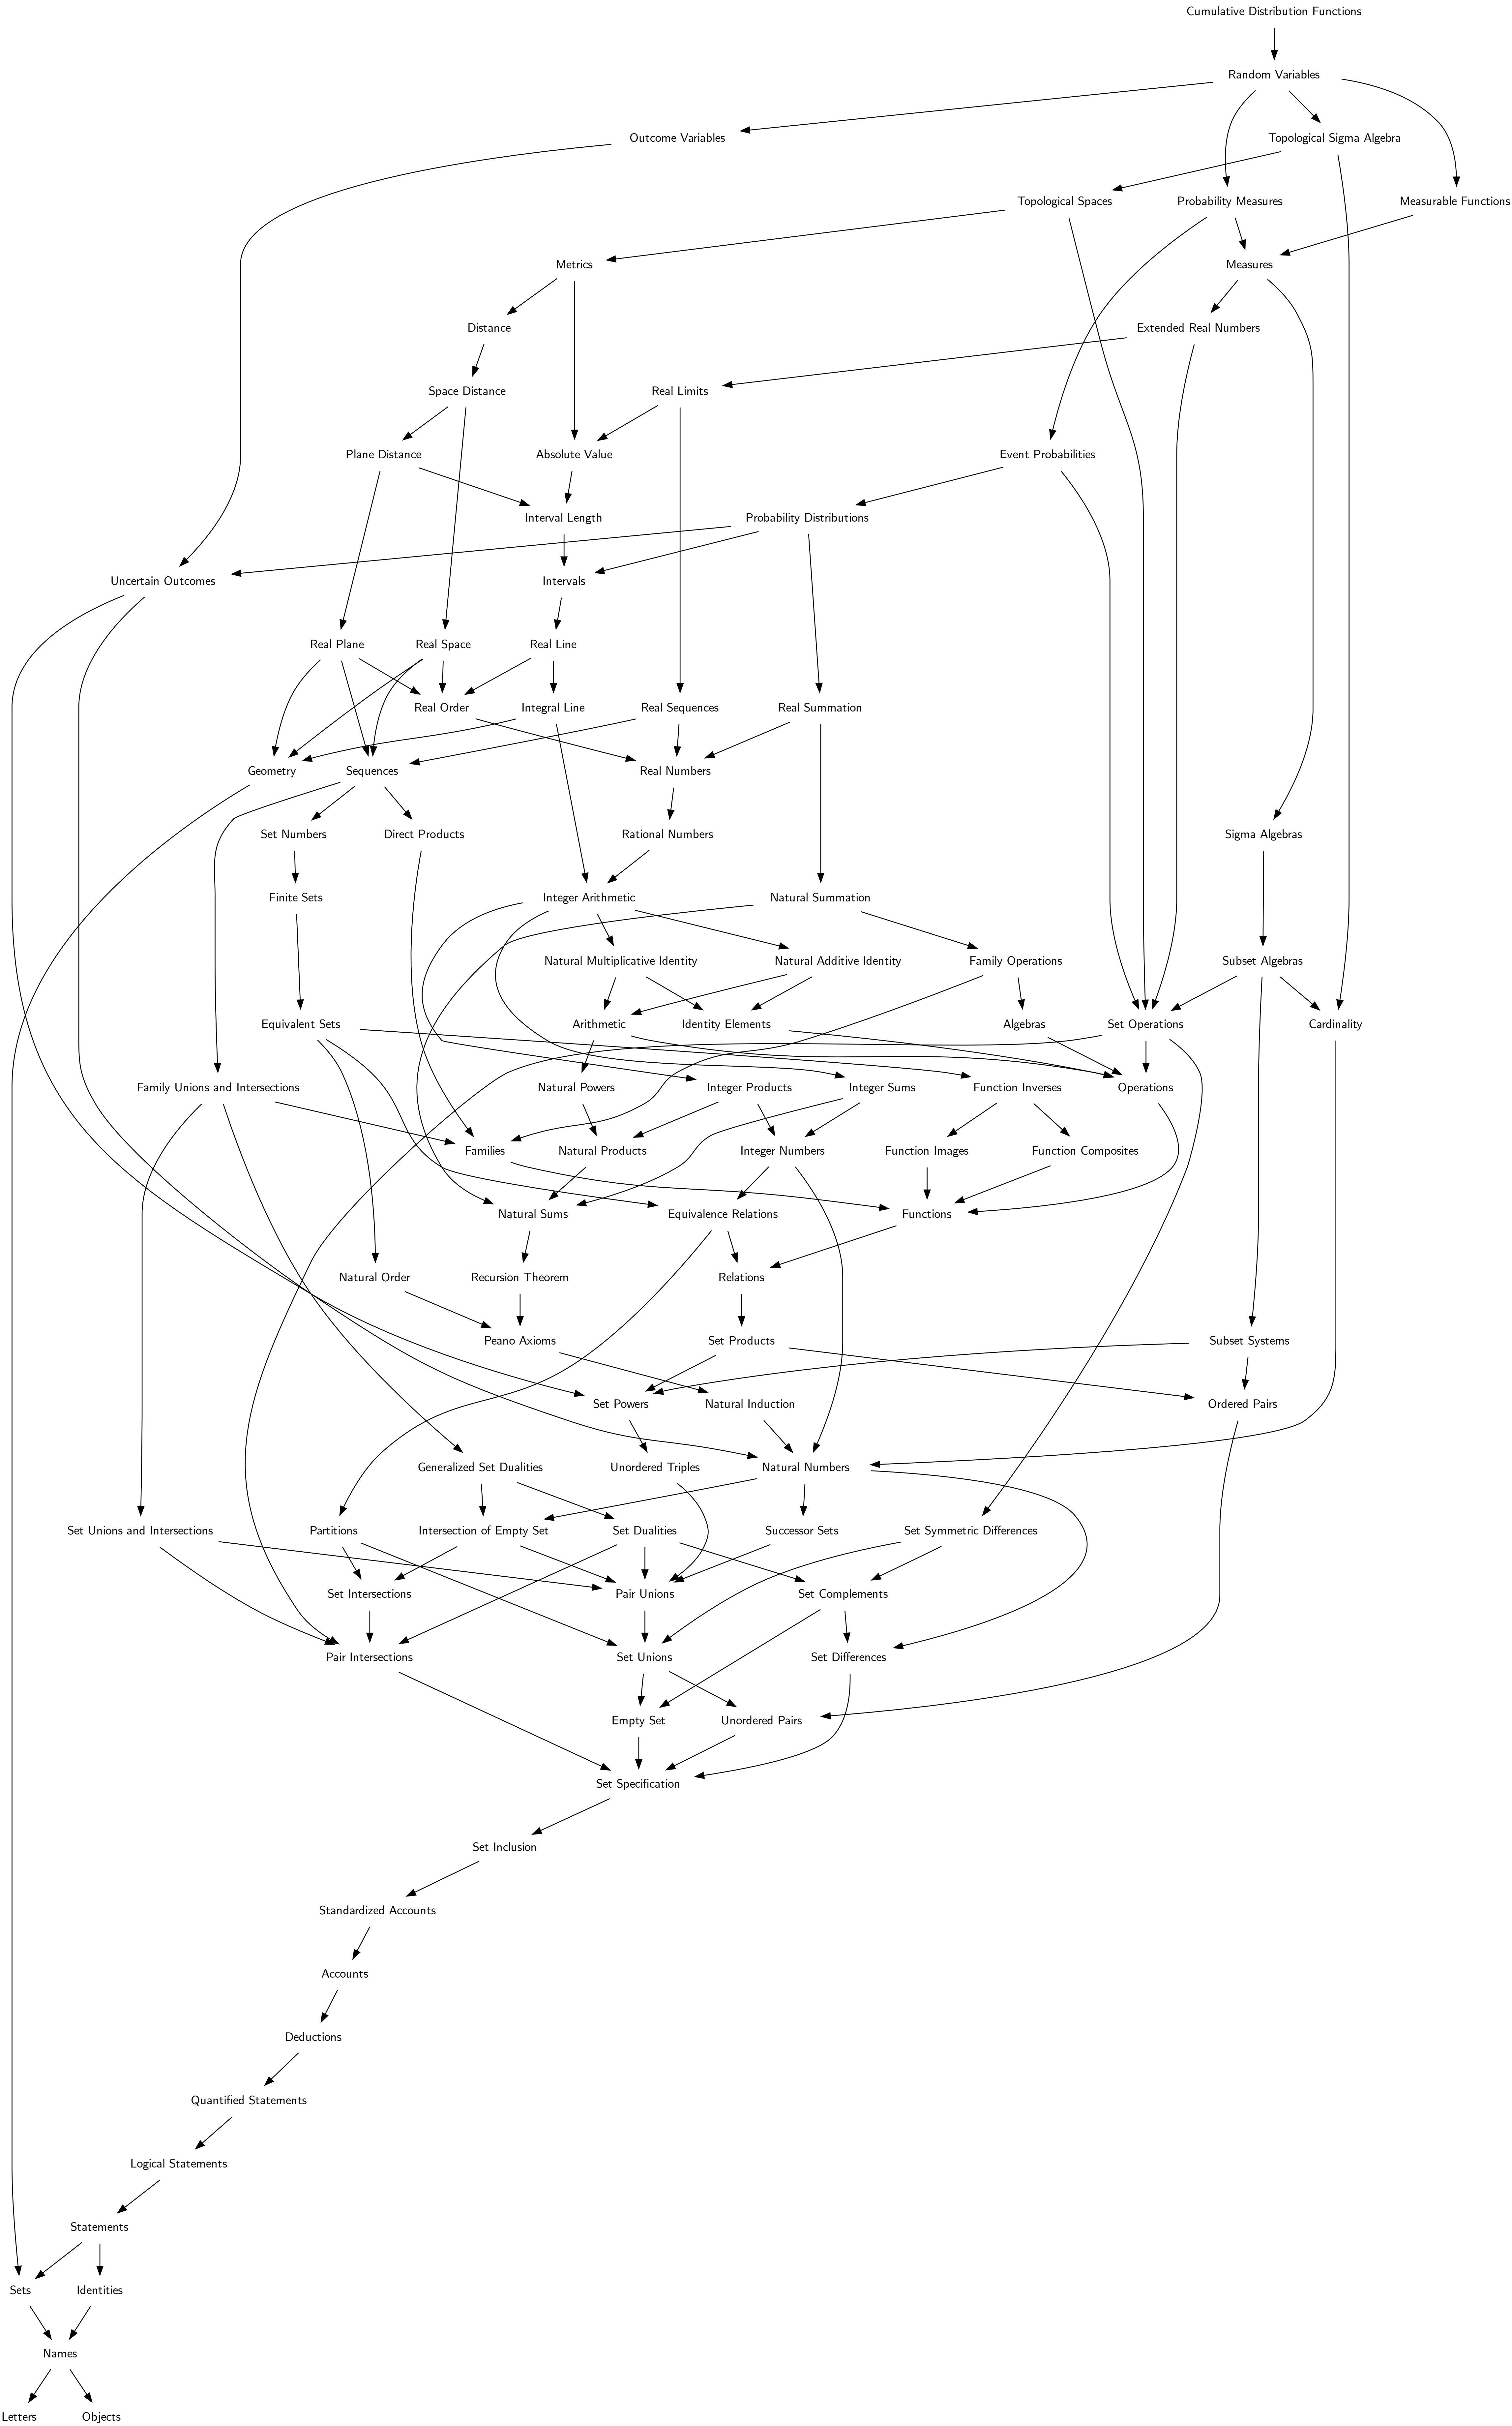 Cumulative Distribution Functions
Random Variables
Outcome Variables
Topological Sigma Algebra
Topological Spaces
Probability Measures
Measurable Functions
Metrics
Measures
Distance
Extended Real Numbers
Space Distance
Real Limits
Plane Distance
Absolute Value
Event Probabilities
Interval Length
Probability Distributions
Uncertain Outcomes
Intervals
Real Plane
Real Space
Real Line
Real Order
Integral Line
Real Sequences
Real Summation
Geometry
Sequences
Real Numbers
Set Numbers
Direct Products
Rational Numbers
Sigma Algebras
Finite Sets
Integer Arithmetic
Natural Summation
Natural Multiplicative Identity
Natural Additive Identity
Family Operations
Subset Algebras
Equivalent Sets
Arithmetic
Identity Elements
Algebras
Set Operations
Cardinality
Family Unions and Intersections
Natural Powers
Integer Products
Integer Sums
Function Inverses
Operations
Families
Natural Products
Integer Numbers
Function Images
Function Composites
Natural Sums
Equivalence Relations
Functions
Natural Order
Recursion Theorem
Relations
Peano Axioms
Set Products
Subset Systems
Set Powers
Natural Induction
Ordered Pairs
Generalized Set Dualities
Unordered Triples
Natural Numbers
Set Unions and Intersections
Partitions
Intersection of Empty Set
Set Dualities
Successor Sets
Set Symmetric Differences
Set Intersections
Pair Unions
Set Complements
Pair Intersections
Set Unions
Set Differences
Empty Set
Unordered Pairs
Set Specification
Set Inclusion
Standardized Accounts
Accounts
Deductions
Quantified Statements
Logical Statements
Statements
Sets
Identities
Names
Letters
Objects